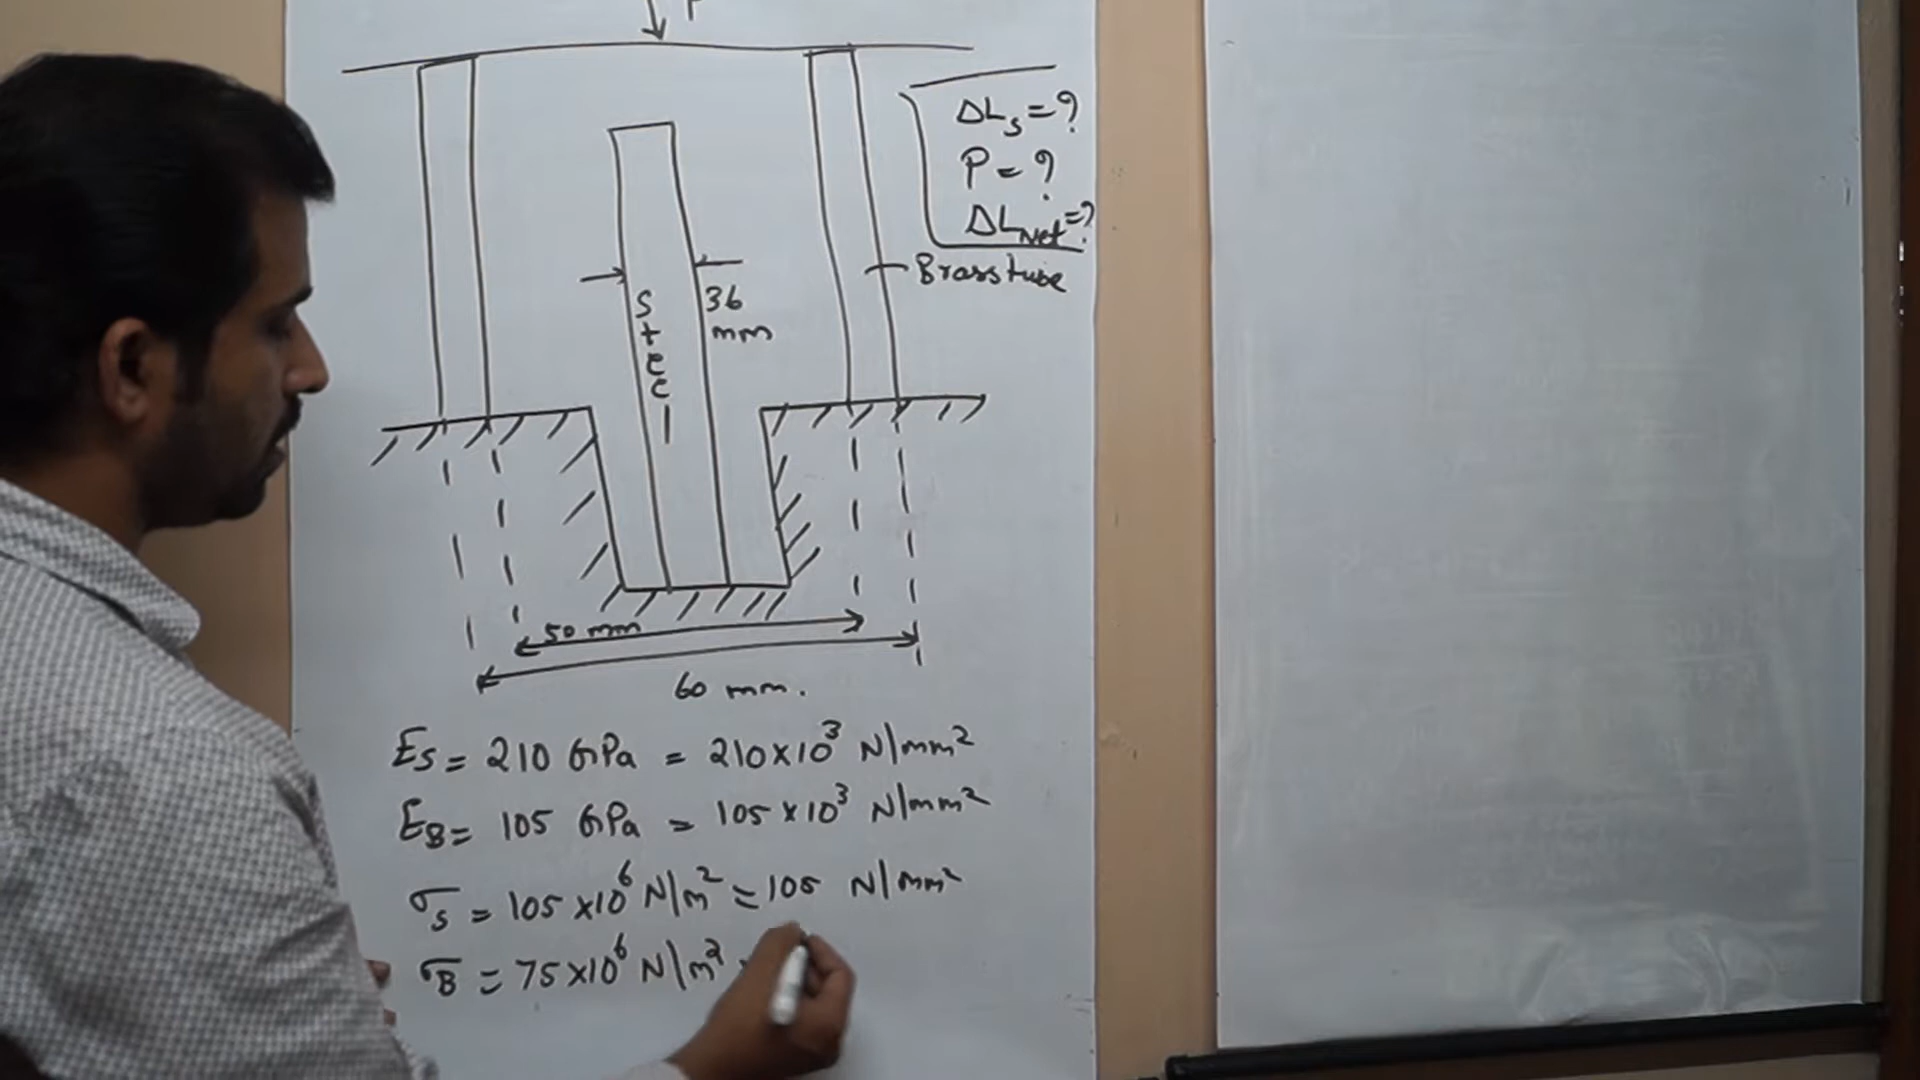 P
ΔLs = ?
P = ?
ΔLNet = ?
Brass tube
Steel
36
mm
50 mm
60 mm.
Es = 210 GPa = 210×10³ N/mm²
EB = 105 GPa = 105×10³ N/mm²
σs = 105×10⁶ N/m² = 105 N/mm²
σB = 75×10⁶ N/m²